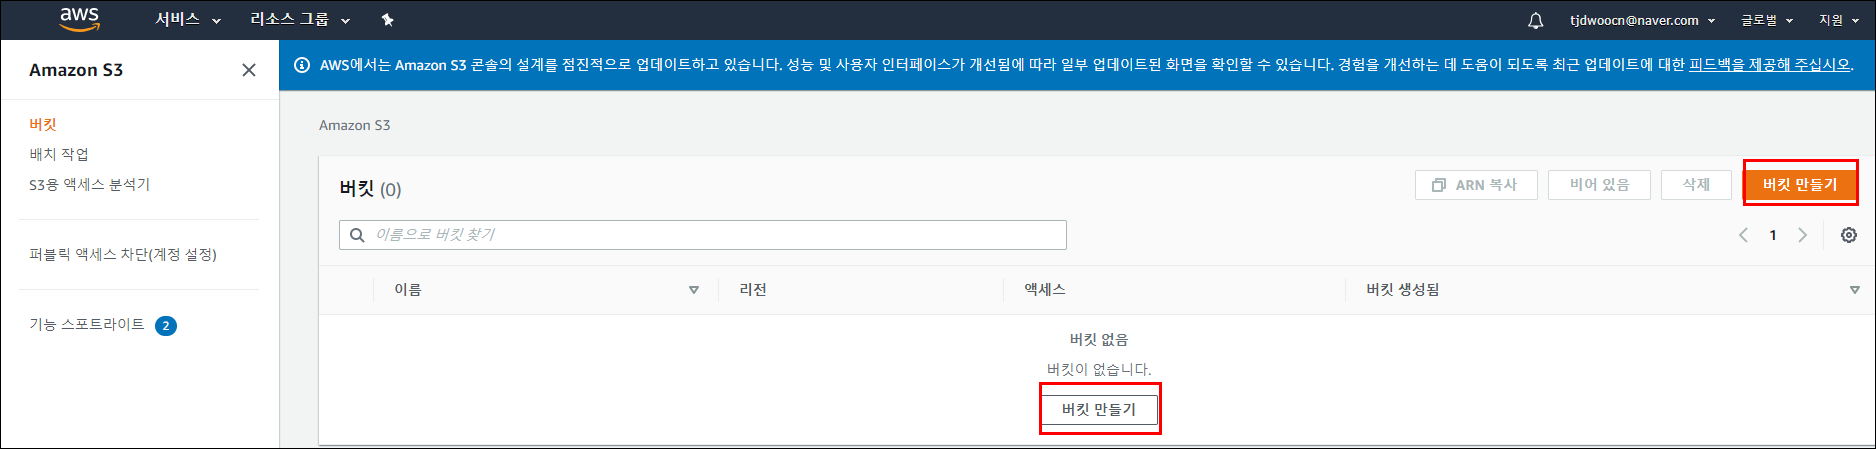 aws 서비스 리소스 그룹 tjdwoocn@naver.com 글로벌 지원
Amazon S3
AWS에서는 Amazon S3 콘솔의 설계를 점진적으로 업데이트하고 있습니다. 성능 및 사용자 인터페이스가 개선됨에 따라 일부 업데이트된 화면을 확인할 수 있습니다. 경험을 개선하는 데 도움이 되도록 최근 업데이트에 대한 피드백을 제공해 주십시오.
버킷
배치 작업
S3용 액세스 분석기
퍼블릭 액세스 차단(계정 설정)
기능 스포트라이트 2
Amazon S3
버킷 (0)
ARN 복사 비어 있음 삭제 버킷 만들기
이름으로 버킷 찾기
1
이름 리전 액세스 버킷 생성됨
버킷 없음
버킷이 없습니다.
버킷 만들기